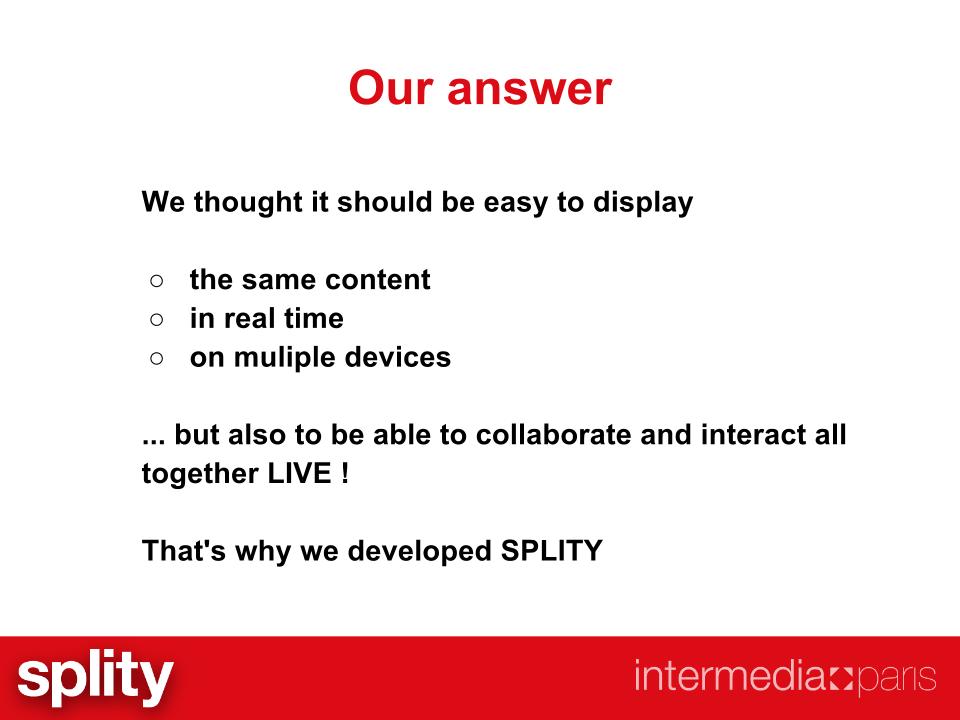 Our answer
We thought it should be easy to display
○ the same content
○ in real time
○ on muliple devices
... but also to be able to collaborate and interact all
together LIVE !
That's why we developed SPLITY
splity
intermedia paris